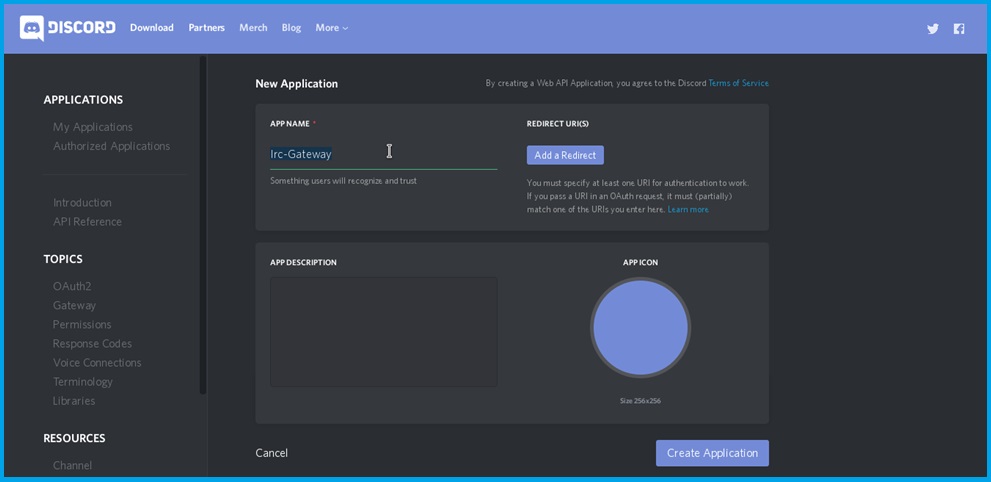 DISCORD Download Partners Merch Blog More
APPLICATIONS
My Applications
Authorized Applications
Introduction
API Reference
TOPICS
OAuth2
Gateway
Permissions
Response Codes
Voice Connections
Terminology
Libraries
RESOURCES
Channel
New Application
By creating a Web API Application, you agree to the Discord Terms of Service
APP NAME *
Irc-Gateway
Something users will recognize and trust
REDIRECT URI(S)
Add a Redirect
You must specify at least one URI for authentication to work.
If you pass a URI in an OAuth request, it must (partially)
match one of the URIs you enter here. Learn more
APP DESCRIPTION
APP ICON
Size 256x256
Cancel
Create Application